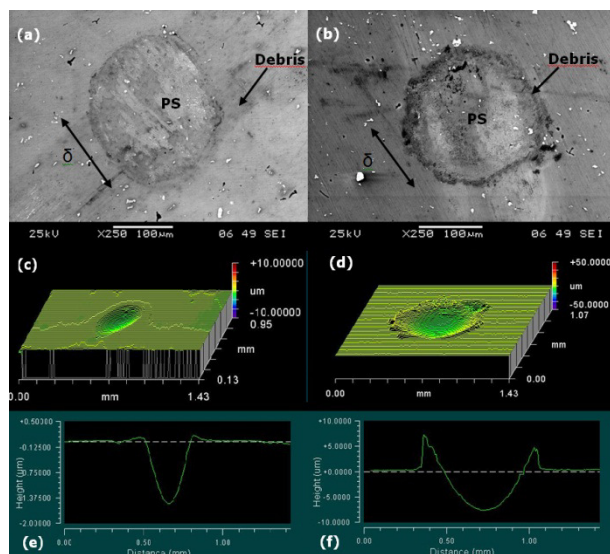 (a)
Debris
PS
δ
25kV X250 100µm 06 49 SEI
(b)
Debris
PS
δ
25kV X250 100µm 06 49 SEI
(c)
+10.00000
um
-10.00000
0.95
mm
0.13
0.00
mm
1.43
(d)
+50.0000
um
-50.0000
1.07
mm
0.00
0.00
mm
1.43
+0.50000
-0.12500
-2.00000
Height (um)
0.00
0.50
1.00
Distance (mm)
(e)
+10.0000
+5.0000
+0.0000
-5.0000
-10.0000
Height (um)
0.00
0.50
1.00
Distance (mm)
(f)